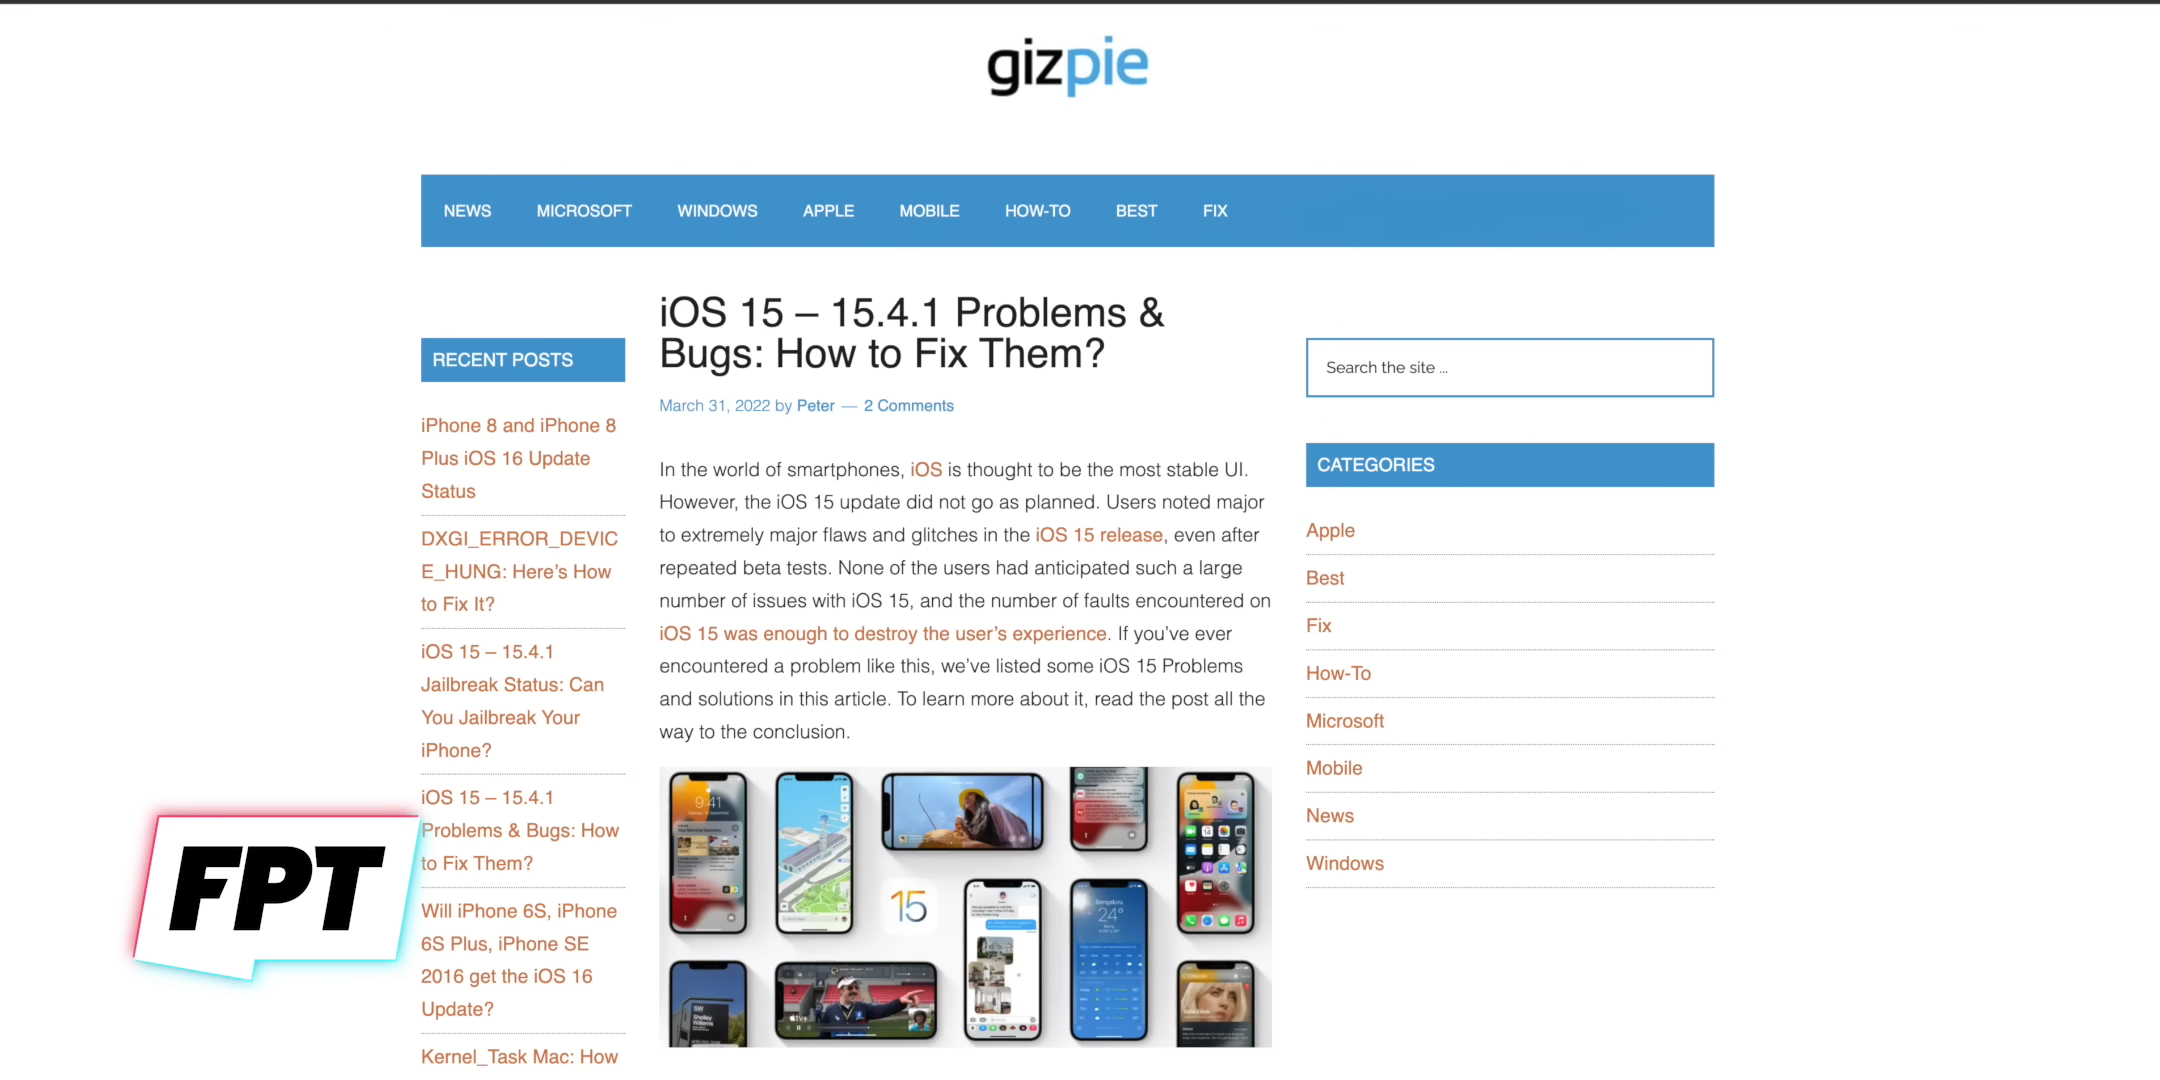 gizpie
NEWS
MICROSOFT
WINDOWS
APPLE
MOBILE
HOW-TO
BEST
FIX
RECENT POSTS
iPhone 8 and iPhone 8
Plus iOS 16 Update
Status
DXGI_ERROR_DEVIC
E_HUNG: Here’s How
to Fix It?
iOS 15 – 15.4.1
Jailbreak Status: Can
You Jailbreak Your
iPhone?
iOS 15 – 15.4.1
Problems & Bugs: How
to Fix Them?
Will iPhone 6S, iPhone
6S Plus, iPhone SE
2016 get the iOS 16
Update?
Kernel_Task Mac: How
FPT
iOS 15 – 15.4.1 Problems &
Bugs: How to Fix Them?
March 31, 2022 by Peter — 2 Comments
In the world of smartphones, iOS is thought to be the most stable UI.
However, the iOS 15 update did not go as planned. Users noted major
to extremely major flaws and glitches in the iOS 15 release, even after
repeated beta tests. None of the users had anticipated such a large
number of issues with iOS 15, and the number of faults encountered on
iOS 15 was enough to destroy the user’s experience. If you’ve ever
encountered a problem like this, we’ve listed some iOS 15 Problems
and solutions in this article. To learn more about it, read the post all the
way to the conclusion.
9:41
15
Bengaluru
24°
tv+
Search the site ...
CATEGORIES
Apple
Best
Fix
How-To
Microsoft
Mobile
News
Windows